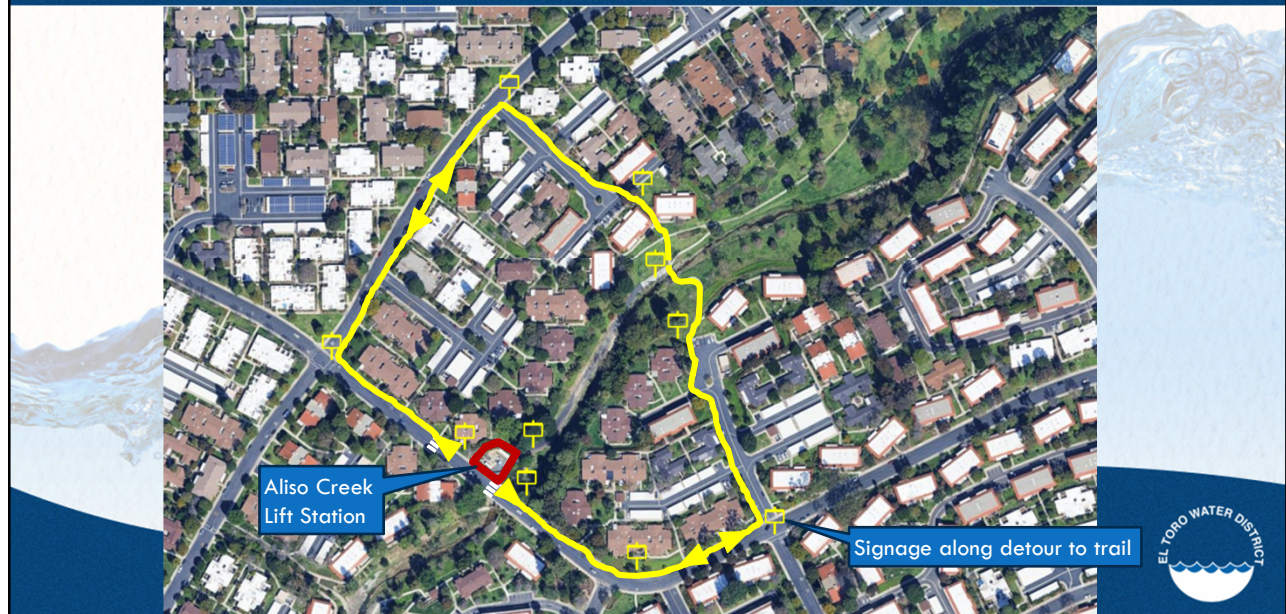 Aliso Creek
Lift Station
Signage along detour to trail
EL TORO WATER DISTRICT